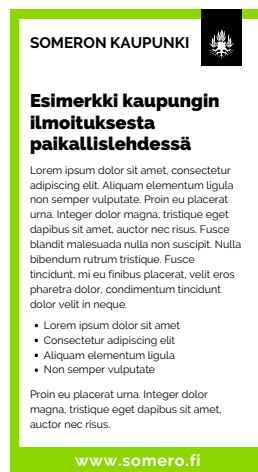 SOMERON KAUPUNKI
Esimerkki kaupungin
ilmoituksesta
paikallislehdessä
Lorem ipsum dolor sit amet, consectetur
adipiscing elit. Aliquam elementum ligula
non semper vulputate. Proin eu placerat
urna. Integer dolor magna, tristique eget
dapibus sit amet, auctor nec risus. Fusce
blandit malesuada nulla non suscipit. Nulla
bibendum rutrum tristique. Fusce
tincidunt, mi eu finibus placerat, velit eros
pharetra dolor, condimentum tincidunt
dolor velit in neque.
• Lorem ipsum dolor sit amet
• Consectetur adipiscing elit
• Aliquam elementum ligula
• Non semper vulputate
Proin eu placerat urna. Integer dolor
magna, tristique eget dapibus sit amet,
auctor nec risus.
www.somero.fi